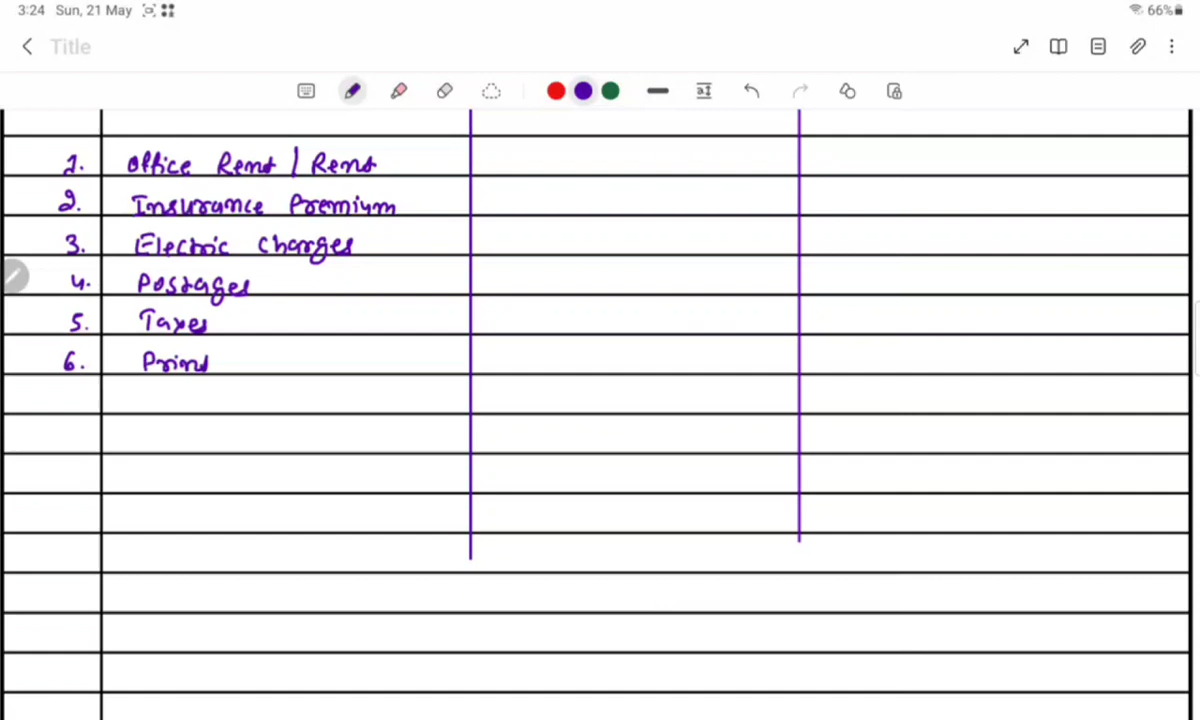 3:24 Sun, 21 May 66%
Title
1. Office Rent / Rent
2. Insurance Premium
3. Electric Charges
4. Postages
5. Taxes
6. Print